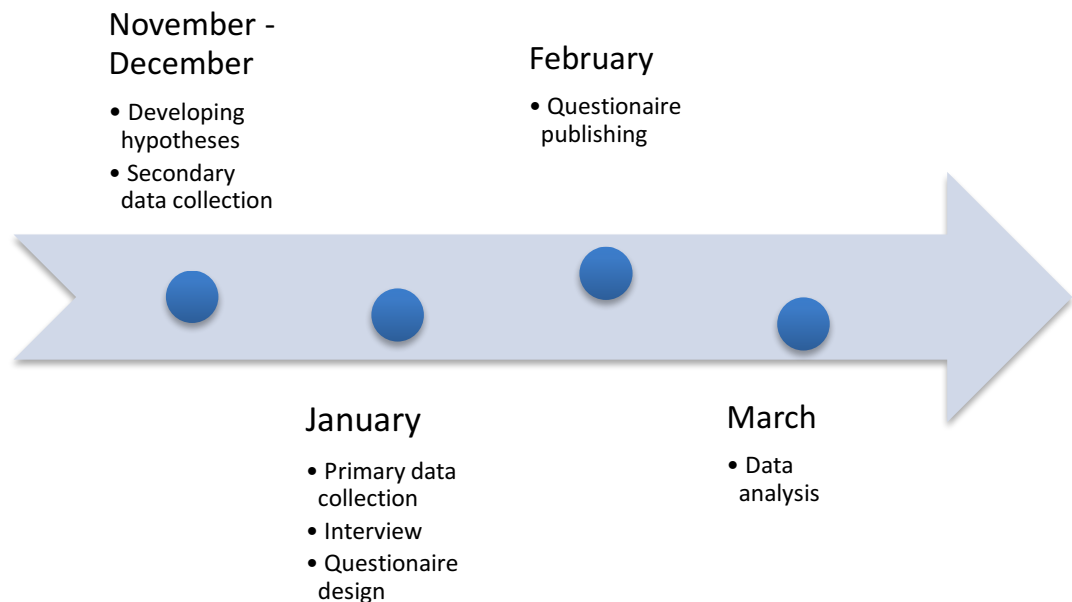 November -
December
• Developing
hypotheses
• Secondary
data collection
February
• Questionaire
publishing
January
• Primary data
collection
• Interview
• Questionaire
design
March
• Data
analysis